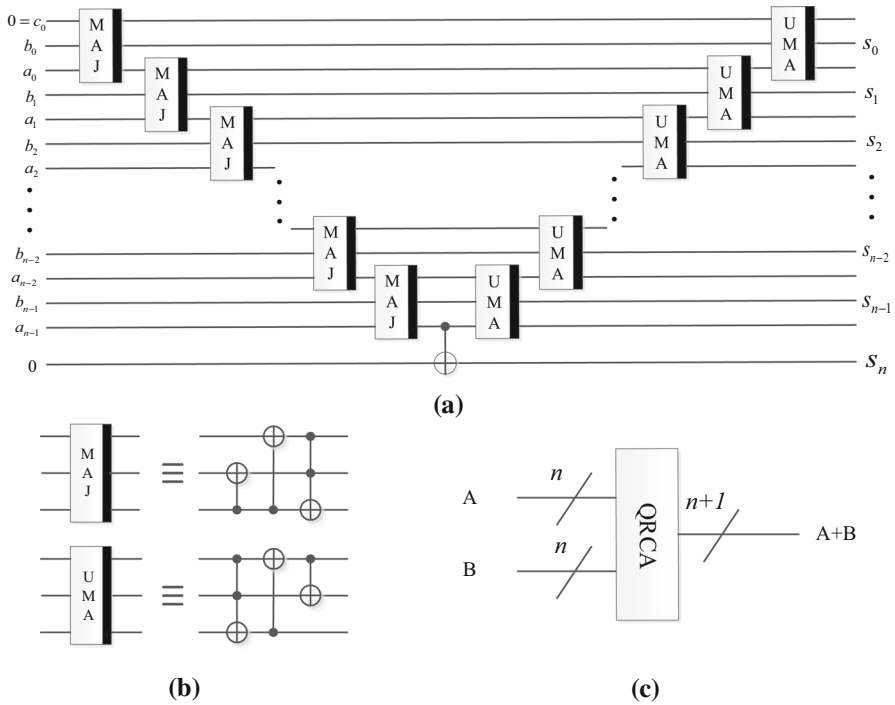 0 = c₀
b₀
a₀
b₁
a₁
b₂
a₂
bₙ₋₂
aₙ₋₂
bₙ₋₁
aₙ₋₁
0
MAJ
MAJ
MAJ
MAJ
MAJ
UMA
UMA
UMA
UMA
UMA
s₀
s₁
s₂
sₙ₋₂
sₙ₋₁
sₙ
(a)
MAJ
≡
UMA
≡
(b)
A
n
B
n
QRCA
n+1
A+B
(c)